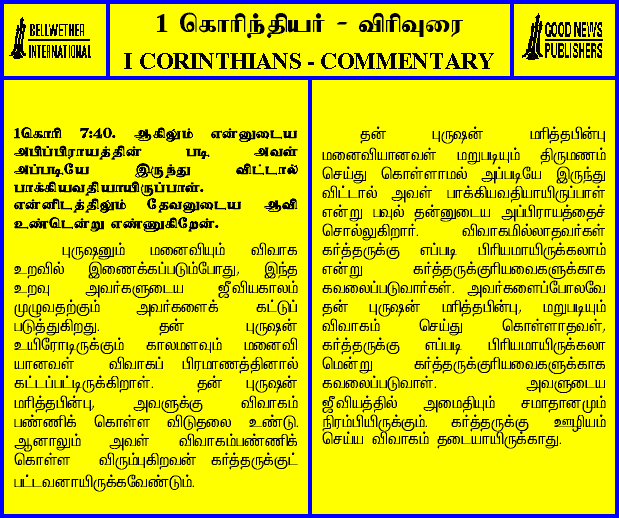 BELLWETHER
INTERNATIONAL
1 கொரிந்தியர் - விரிவுரை
I CORINTHIANS - COMMENTARY
GOOD NEWS
PUBLISHERS
1கொரி 7:40. ஆகிலும் என்னுடைய
அபிப்பிராயத்தின் படி அவள்
அப்படியே இருந்து விட்டால்
பாக்கியவதியாயிருப்பாள்.
என்னிடத்திலும் தேவனுடைய ஆவி
உண்டென்று எண்ணுகிறேன்.
புருஷனும் மனைவியும் விவாக
உறவில் இணைக்கப்படும்போது, இந்த
உறவு அவர்களுடைய ஜீவியகாலம்
முழுவதற்கும் அவர்களைக் கட்டுப்
படுத்துகிறது. தன் புருஷன்
உயிரோடிருக்கும் காலமளவும் மனைவி
யானவள் விவாகப் பிரமாணத்தினால்
கட்டப்பட்டிருக்கிறாள். தன் புருஷன்
மரித்தபின்பு, அவளுக்கு விவாகம்
பண்ணிக் கொள்ள விடுதலை உண்டு.
ஆனாலும் அவள் விவாகம்பண்ணிக்
கொள்ள விரும்புகிறவன் கர்த்தருக்குட்
பட்டவனாயிருக்கவேண்டும்.
தன் புருஷன் மரித்தபின்பு
மனைவியானவள் மறுபடியும் திருமணம்
செய்து கொள்ளாமல் அப்படியே இருந்து
விட்டால் அவள் பாக்கியவதியாயிருப்பாள்
என்று பவுல் தன்னுடைய அப்பிராயத்தைச்
சொல்லுகிறார். விவாகமில்லாதவர்கள்
கர்த்தருக்கு எப்படி பிரியமாயிருக்கலாம்
என்று கர்த்தருக்குரியவைகளுக்காக
கவலைப்படுவார்கள். அவர்களைப்போலவே
தன் புருஷன் மரித்தபின்பு, மறுபடியும்
விவாகம் செய்து கொள்ளாதவள்,
கர்த்தருக்கு எப்படி பிரியமாயிருக்கலா
மென்று கர்த்தருக்குரியவைகளுக்காக
கவலைப்படுவாள். அவளுடைய
ஜீவியத்தில் அமைதியும் சமாதானமும்
நிரம்பியிருக்கும். கர்த்தருக்கு ஊழியம்
செய்ய விவாகம் தடையாயிருக்காது.